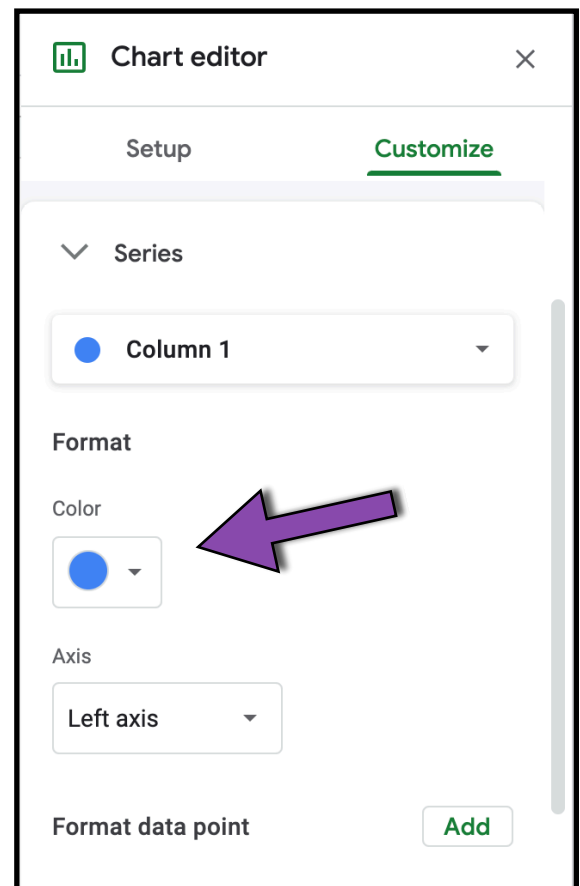 Chart editor
Setup
Customize
Series
Column 1
Format
Color
Axis
Left axis
Format data point
Add